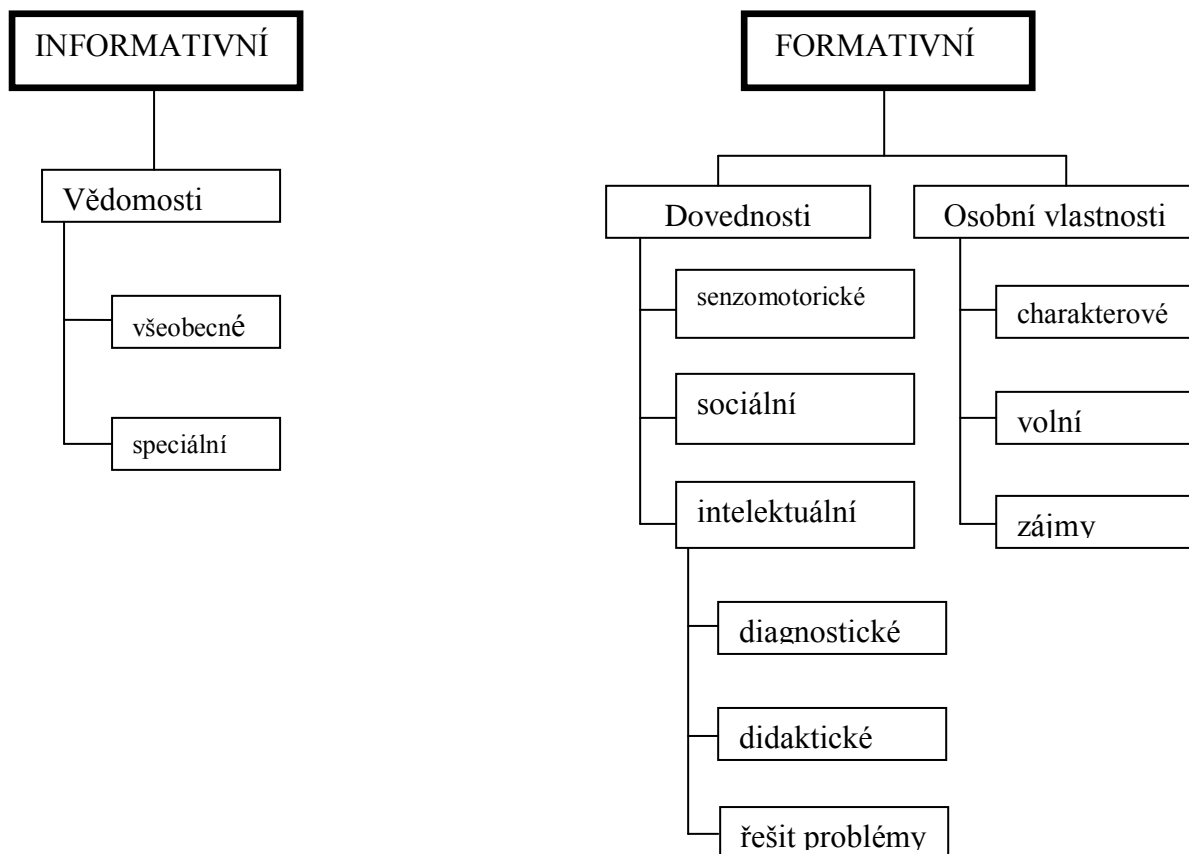 INFORMATIVNÍ
Vědomosti
všeobecné
speciální
FORMATIVNÍ
Dovednosti
senzomotorické
sociální
intelektuální
diagnostické
didaktické
řešit problémy
Osobní vlastnosti
charakterové
volní
zájmy